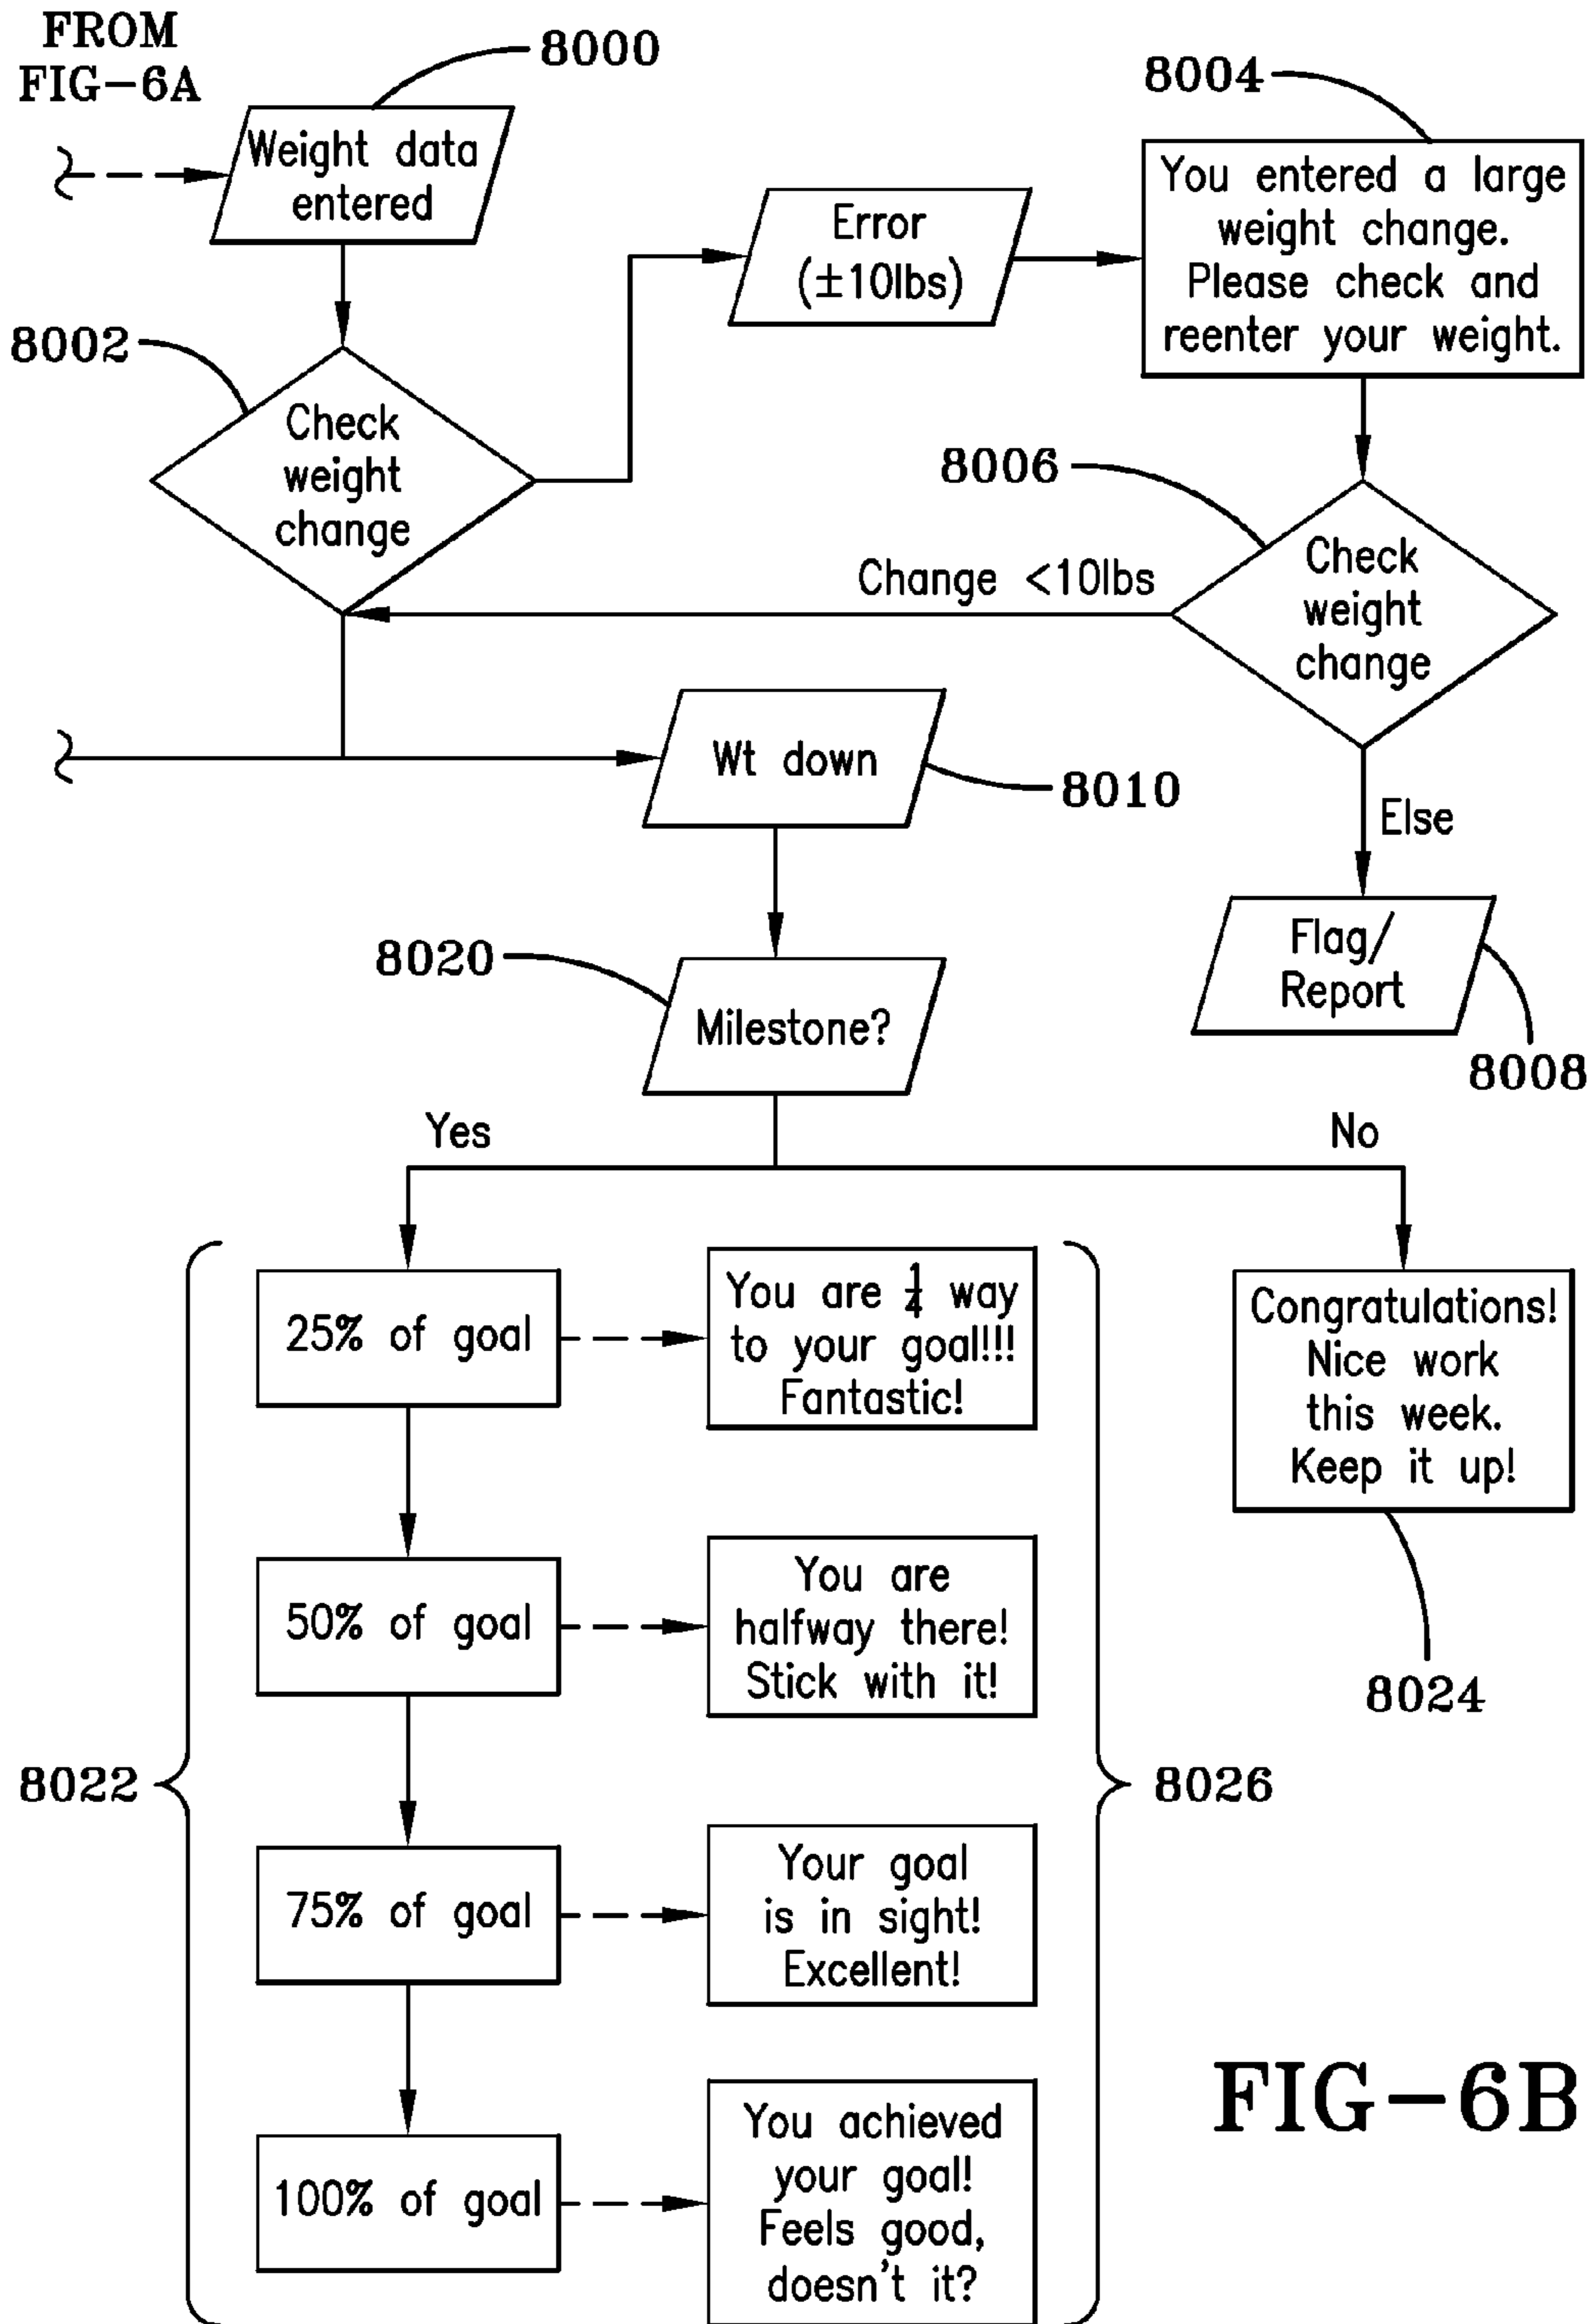 FROM
FIG-6A
8000
Weight data
entered
8004
You entered a large
weight change.
Please check and
reenter your weight.
Error
(±10lbs)
8002
Check
weight
change
8006
Check
weight
change
Change <10lbs
Wt down
8010
Else
Flag/
Report
8008
8020
Milestone?
Yes
No
25% of goal
You are 1/4 way
to your goal!!!
Fantastic!
Congratulations!
Nice work
this week.
Keep it up!
8024
50% of goal
You are
halfway there!
Stick with it!
8022
8026
75% of goal
Your goal
is in sight!
Excellent!
100% of goal
You achieved
your goal!
Feels good,
doesn't it?
FIG-6B